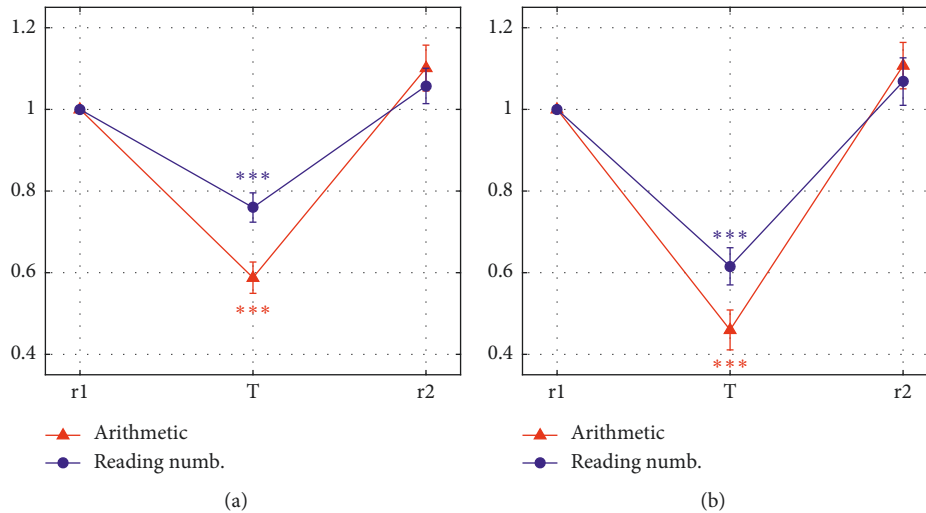 1.2
1
0.8
0.6
0.4
***
***
r1 T r2
Arithmetic
Reading numb.
(a)
1.2
1
0.8
0.6
0.4
***
***
r1 T r2
Arithmetic
Reading numb.
(b)